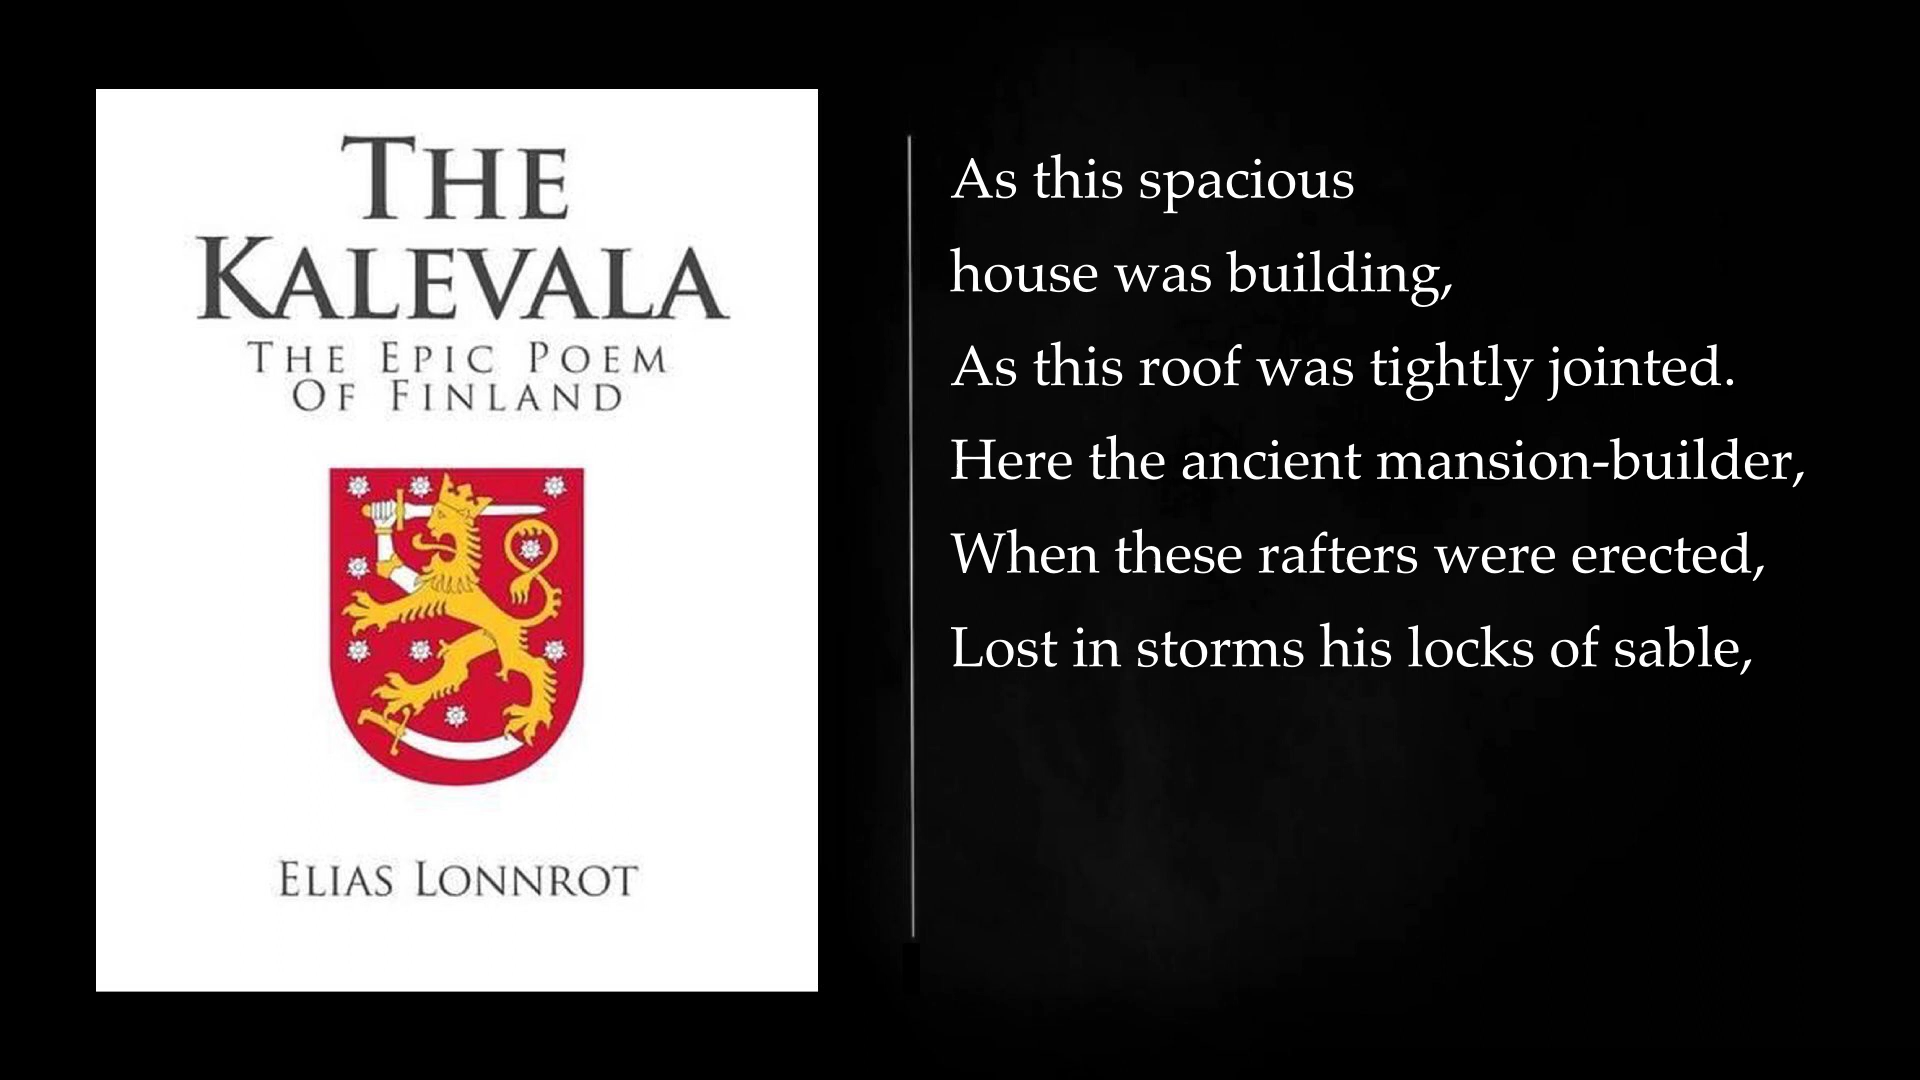 THE
KALEVALA
THE EPIC POEM
OF FINLAND
ELIAS LONNROT
As this spacious
house was building,
As this roof was tightly jointed.
Here the ancient mansion-builder,
When these rafters were erected,
Lost in storms his locks of sable,